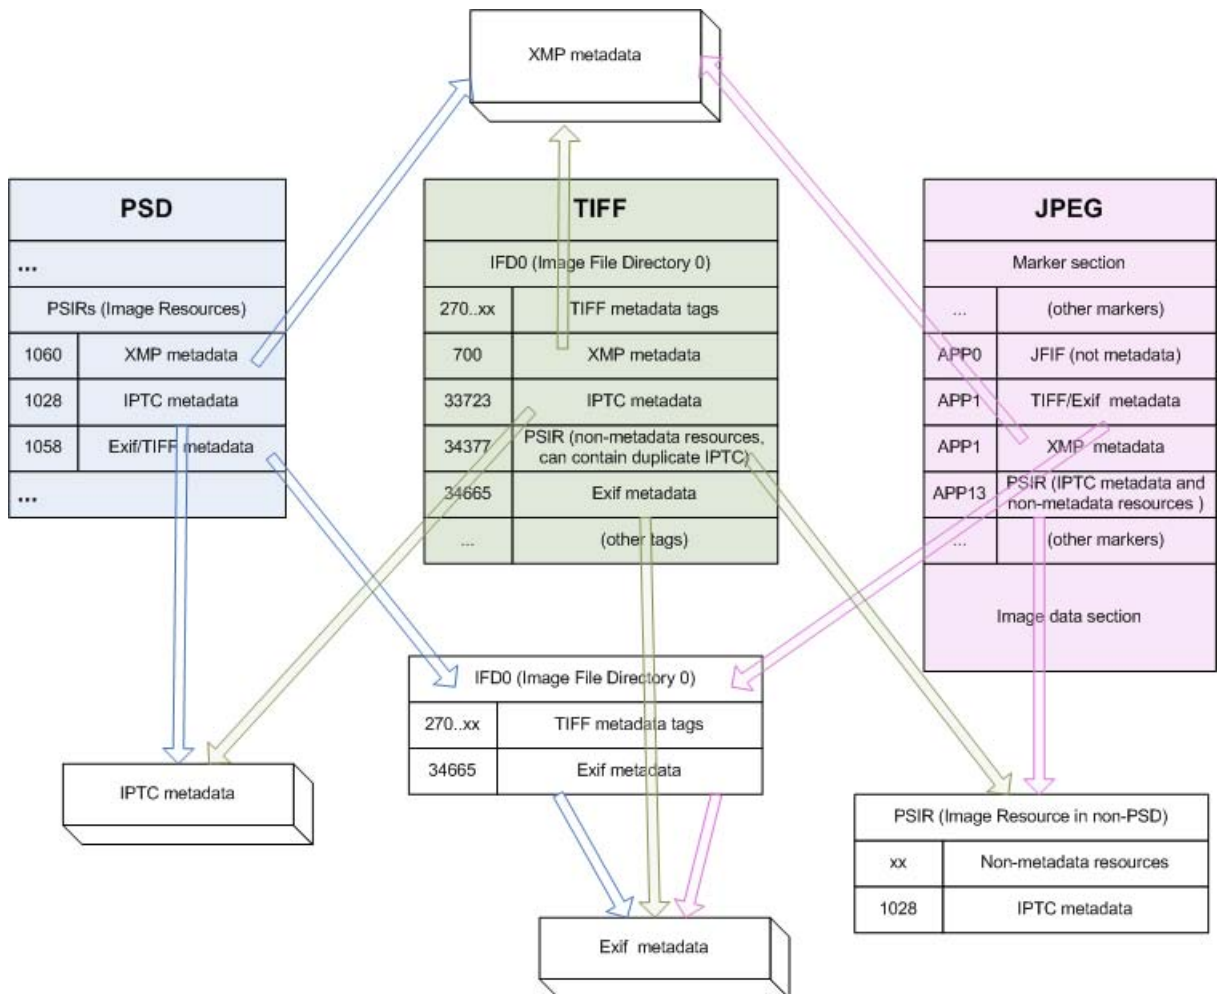 XMP metadata
PSD
...
PSIRs (Image Resources)
1060 XMP metadata
1028 IPTC metadata
1058 Exif/TIFF metadata
...
TIFF
IFD0 (Image File Directory 0)
270..xx TIFF metadata tags
700 XMP metadata
33723 IPTC metadata
34377 PSIR (non-metadata resources,
can contain duplicate IPTC)
34665 Exif metadata
... (other tags)
JPEG
Marker section
... (other markers)
APP0 JFIF (not metadata)
APP1 TIFF/Exif metadata
APP1 XMP metadata
APP13 PSIR (IPTC metadata and
non-metadata resources )
... (other markers)
Image data section
IFD0 (Image File Directory 0)
270..xx TIFF metadata tags
34665 Exif metadata
IPTC metadata
PSIR (Image Resource in non-PSD)
xx Non-metadata resources
1028 IPTC metadata
Exif metadata